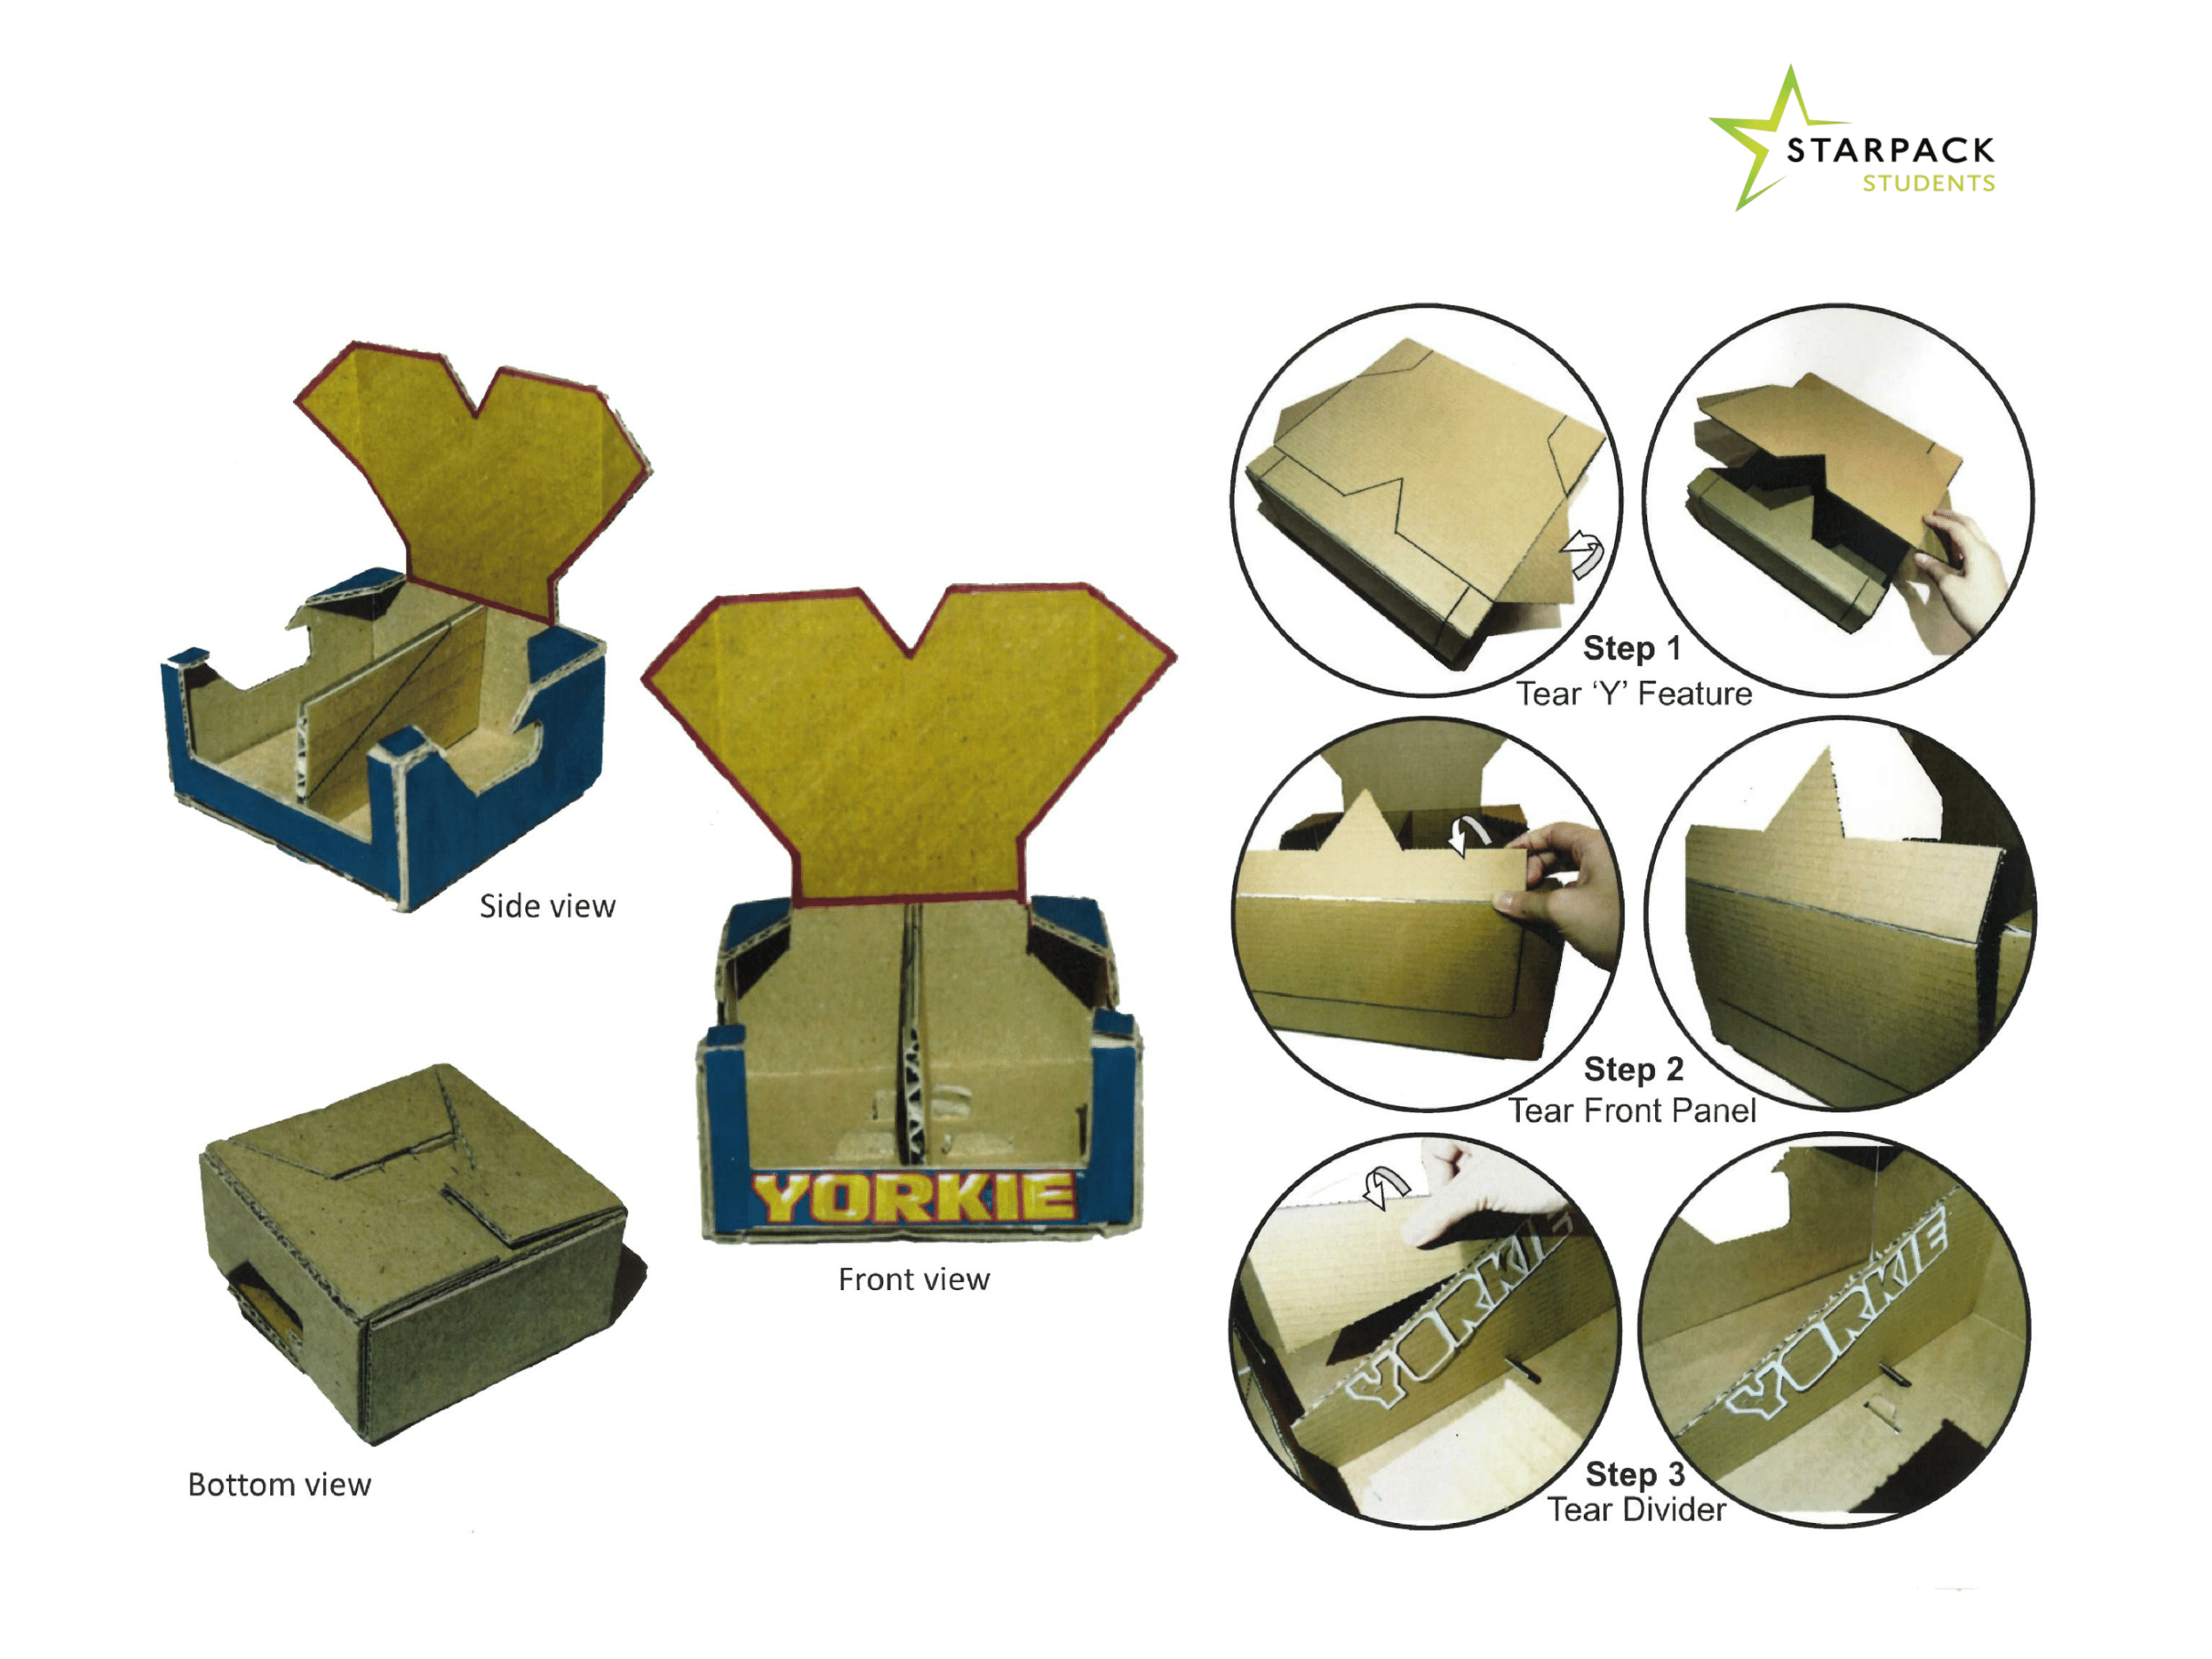 STARPACK
STUDENTS
Side view
Bottom view
YORKIE
Front view
Step 1
Tear ‘Y’ Feature
Step 2
Tear Front Panel
YORKIE
YORKIE
Step 3
Tear Divider